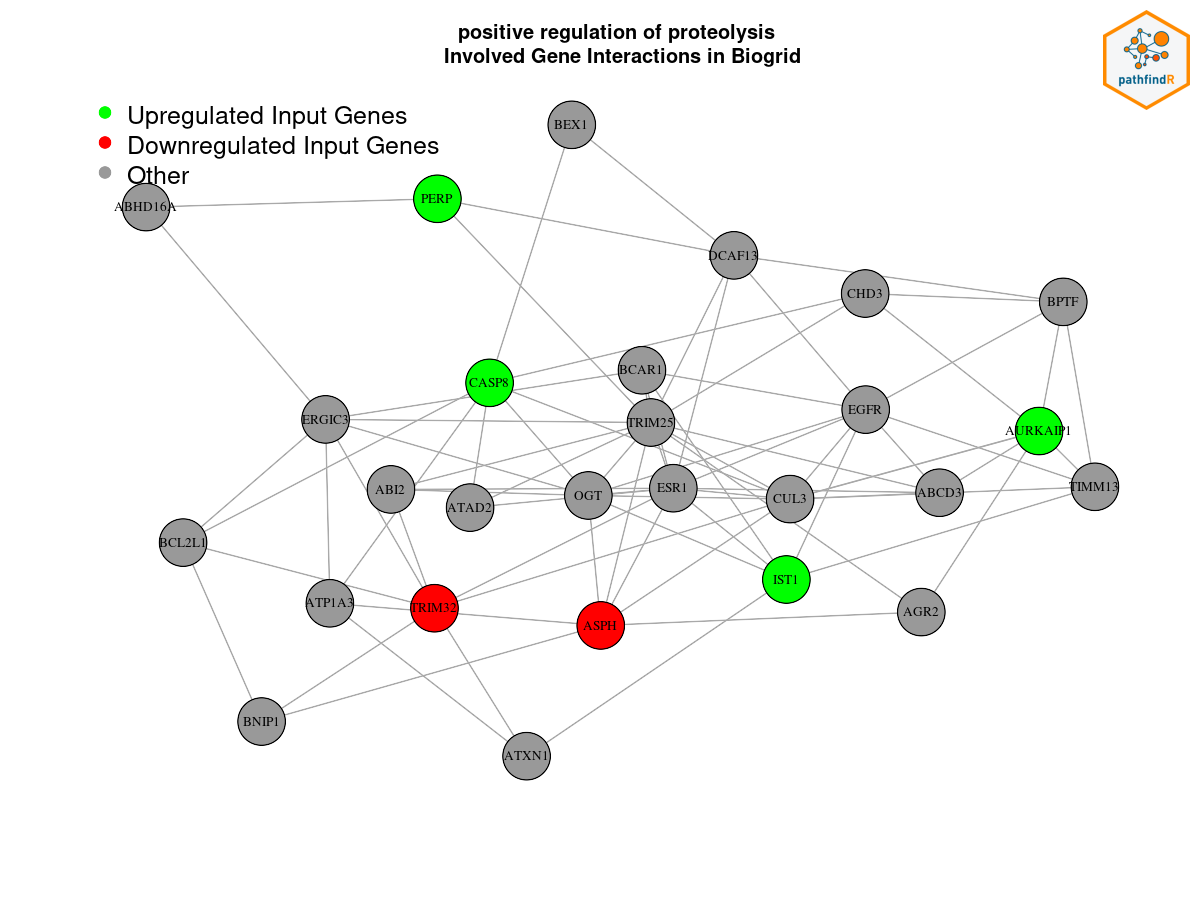 positive regulation of proteolysis
Involved Gene Interactions in Biogrid
pathfindR
Upregulated Input Genes
Downregulated Input Genes
Other
BEX1
PERP
ABHD16A
DCAF13
CHD3
BPTF
BCAR1
CASP8
EGFR
ERGIC3
TRIM25
AURKAIP1
ABI2
ATAD2
OGT
ESR1
CUL3
ABCD3
TIMM13
BCL2L1
IST1
ATP1A3
TRIM32
ASPH
AGR2
BNIP1
ATXN1